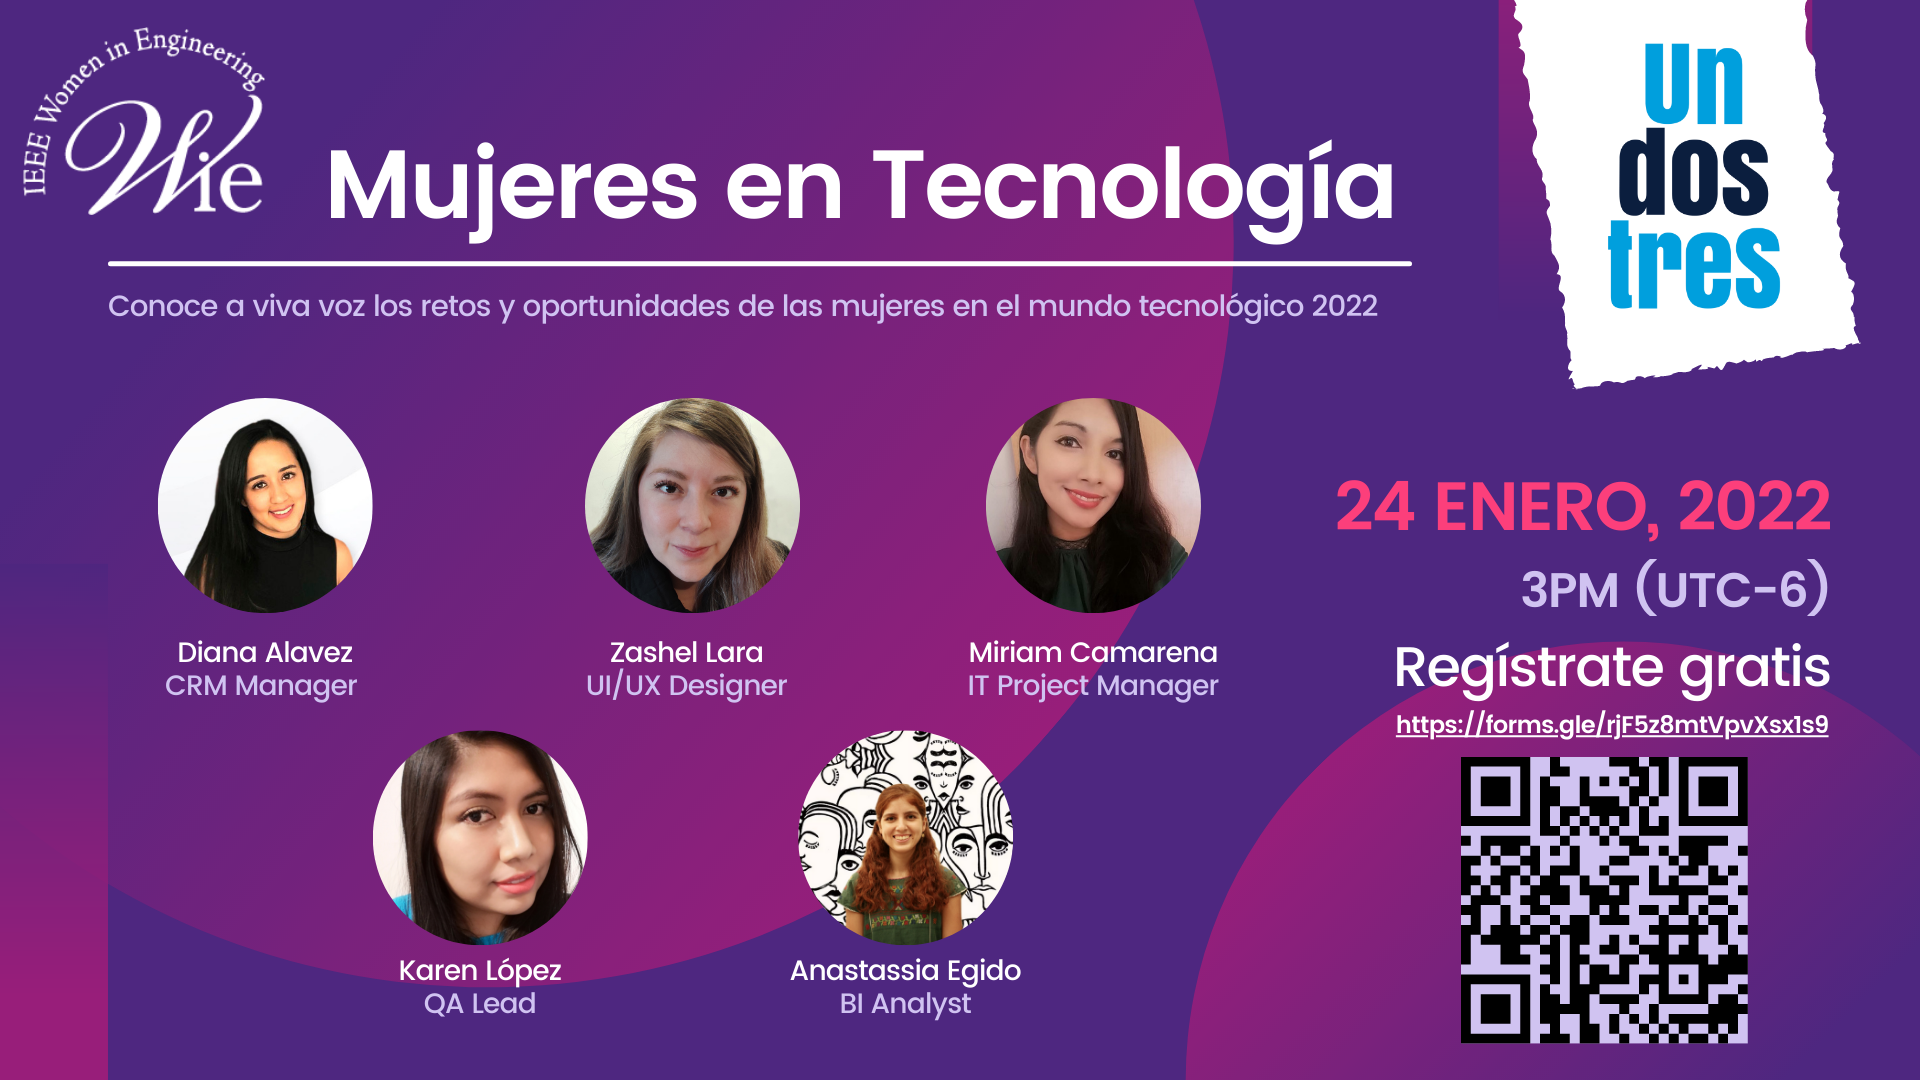 IEEE Women in Engineering
Wie
Un
dos
tres
Mujeres en Tecnología
Conoce a viva voz los retos y oportunidades de las mujeres en el mundo tecnológico 2022
Diana Alavez
CRM Manager
Zashel Lara
UI/UX Designer
Miriam Camarena
IT Project Manager
Karen López
QA Lead
Anastassia Egido
BI Analyst
24 ENERO, 2022
3PM (UTC-6)
Regístrate gratis
https://forms.gle/rjF5z8mtVpvXsx1s9